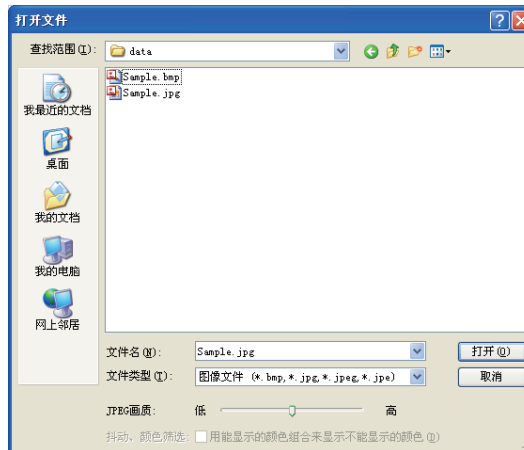 打开文件
查找范围(I): data
Sample.bmp
Sample.jpg
我最近的文档
桌面
我的文档
我的电脑
网上邻居
文件名(N): Sample.jpg 打开(O)
文件类型(T): 图像文件 (*.bmp,*.jpg,*.jpeg,*.jpe) 取消
JPEG画质: 低 高
抖动、颜色筛选: 用能显示的颜色组合来显示不能显示的颜色(D)